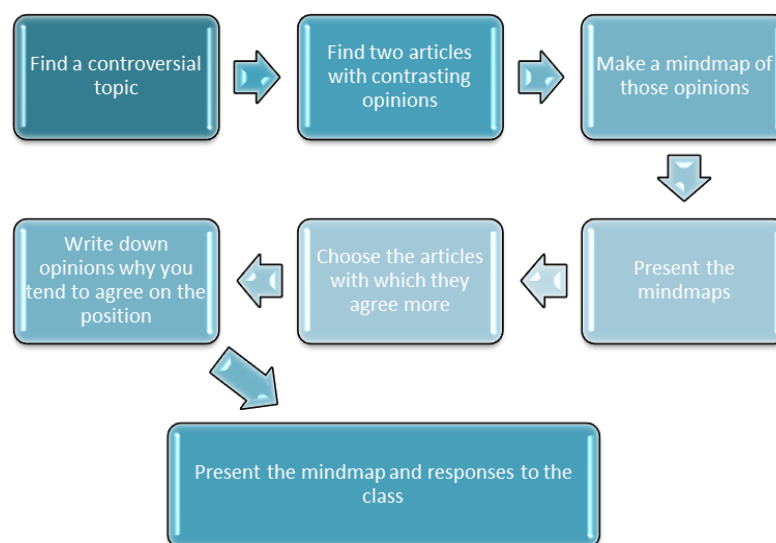 Find a controversial
topic
Find two articles
with contrasting
opinions
Make a mindmap of
those opinions
Present the
mindmaps
Choose the articles
with which they
agree more
Write down
opinions why you
tend to agree on the
position
Present the mindmap and responses to the
class